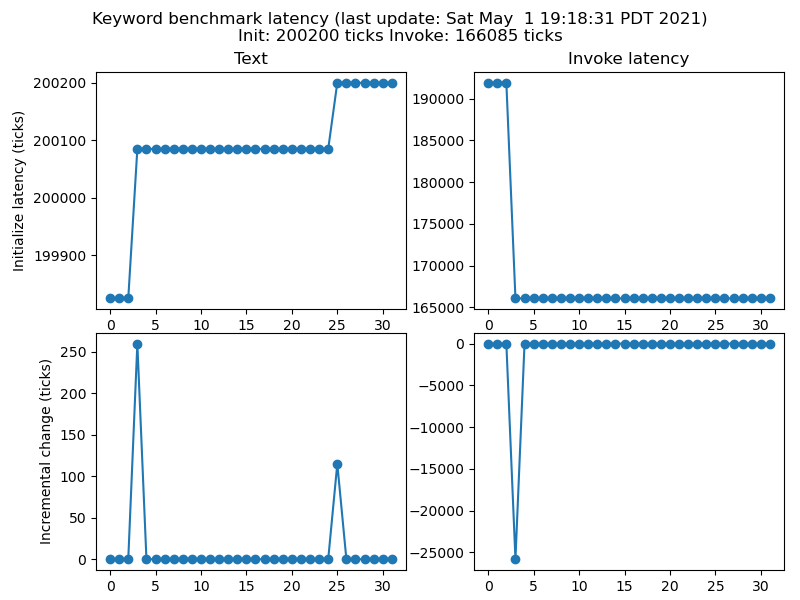 Keyword benchmark latency (last update: Sat May  1 19:18:31 PDT 2021)
Init: 200200 ticks Invoke: 166085 ticks
Text
Invoke latency
Initialize latency (ticks)
200200
200100
200000
199900
0 5 10 15 20 25 30
190000
185000
180000
175000
170000
165000
0 5 10 15 20 25 30
Incremental change (ticks)
250
200
150
100
50
0
0 5 10 15 20 25 30
0
−5000
−10000
−15000
−20000
−25000
0 5 10 15 20 25 30